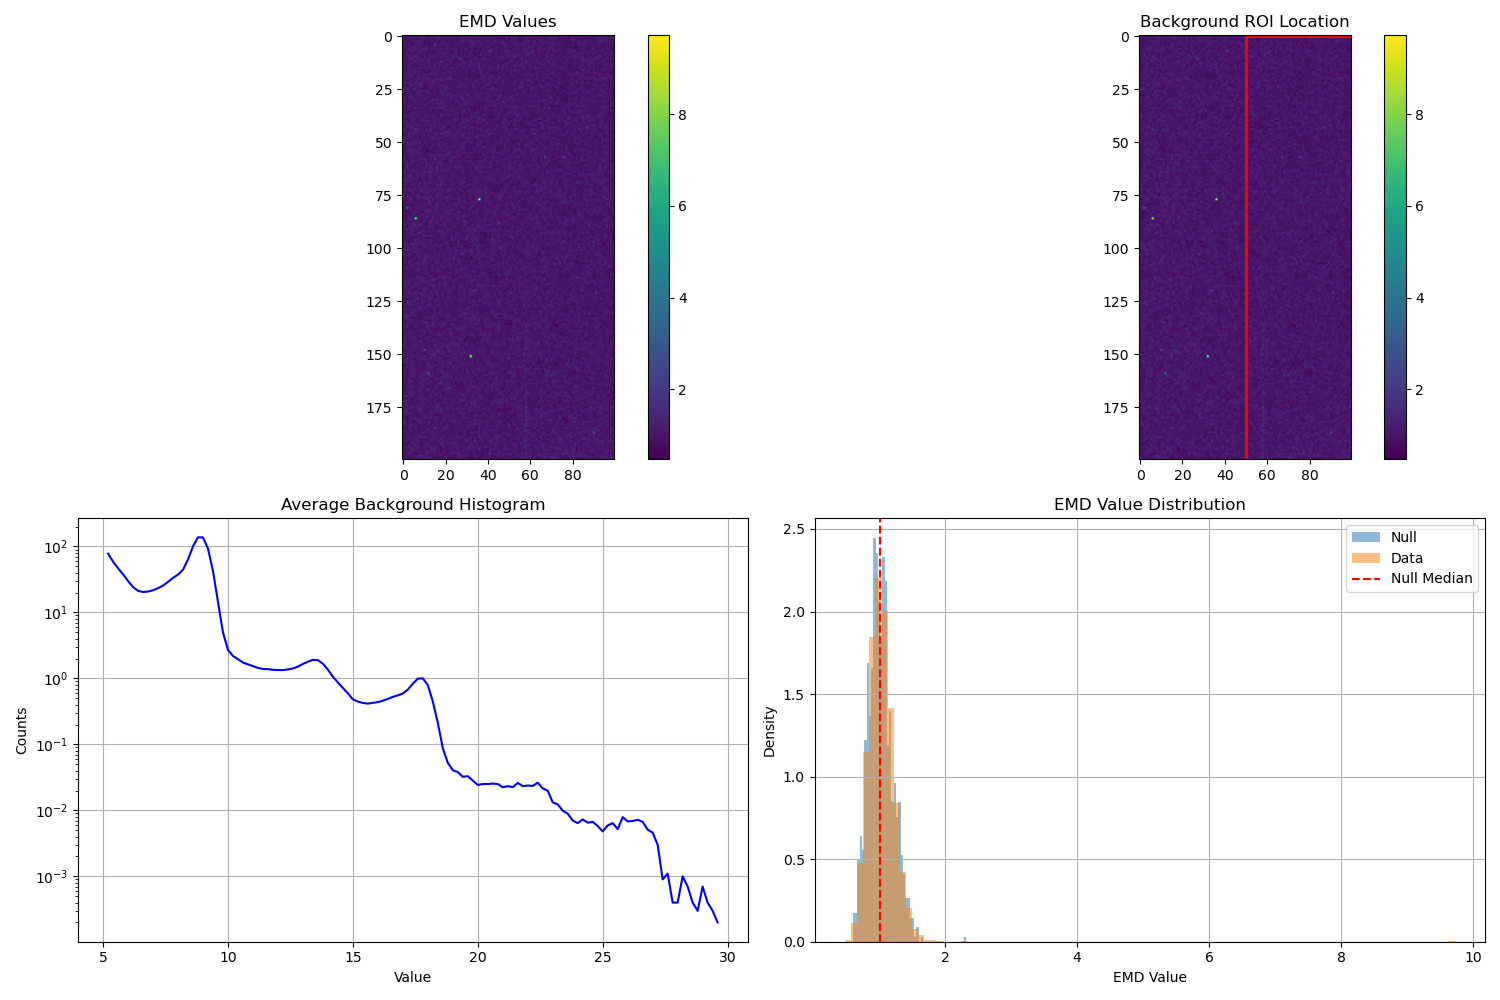 EMD Values
0
25
50
75
100
125
150
175
0 20 40 60 80
8
6
4
2
Background ROI Location
0
25
50
75
100
125
150
175
0 20 40 60 80
8
6
4
2
Average Background Histogram
Counts
10²
10¹
10⁰
10⁻¹
10⁻²
10⁻³
5 10 15 20 25 30
Value
EMD Value Distribution
Density
2.5
2.0
1.5
1.0
0.5
0.0
2 4 6 8 10
EMD Value
Null
Data
Null Median